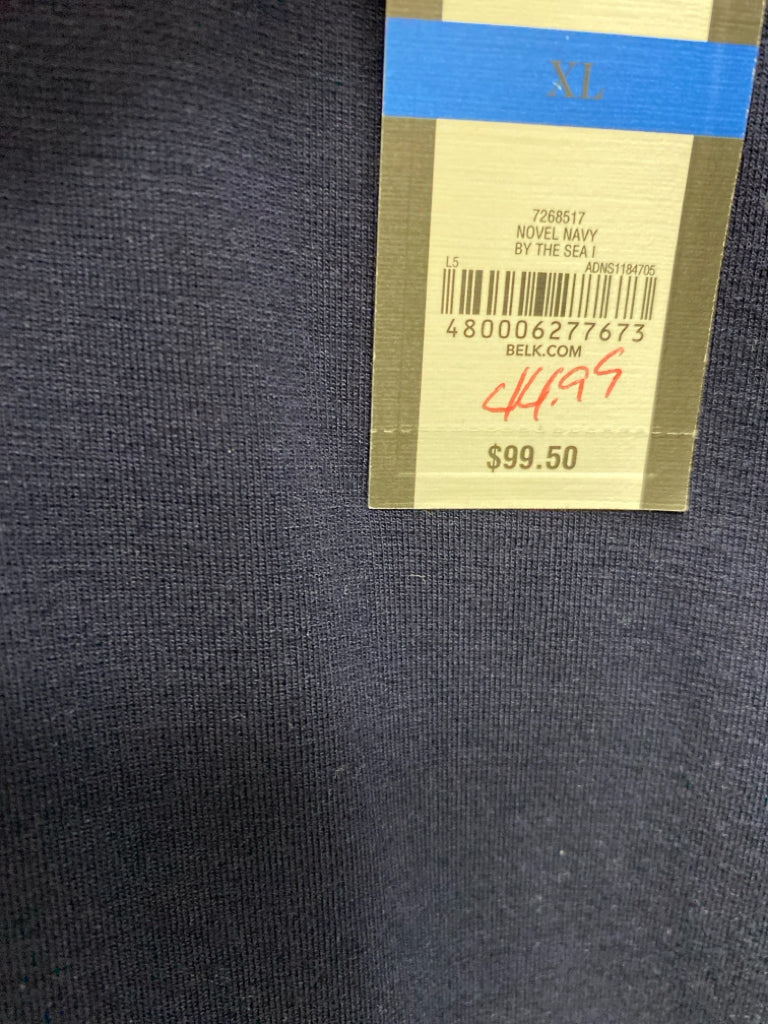 XL
7268517
NOVEL NAVY
BY THE SEA I
L5 ADNS1184705
480006277673
BELK.COM
44.99
$99.50